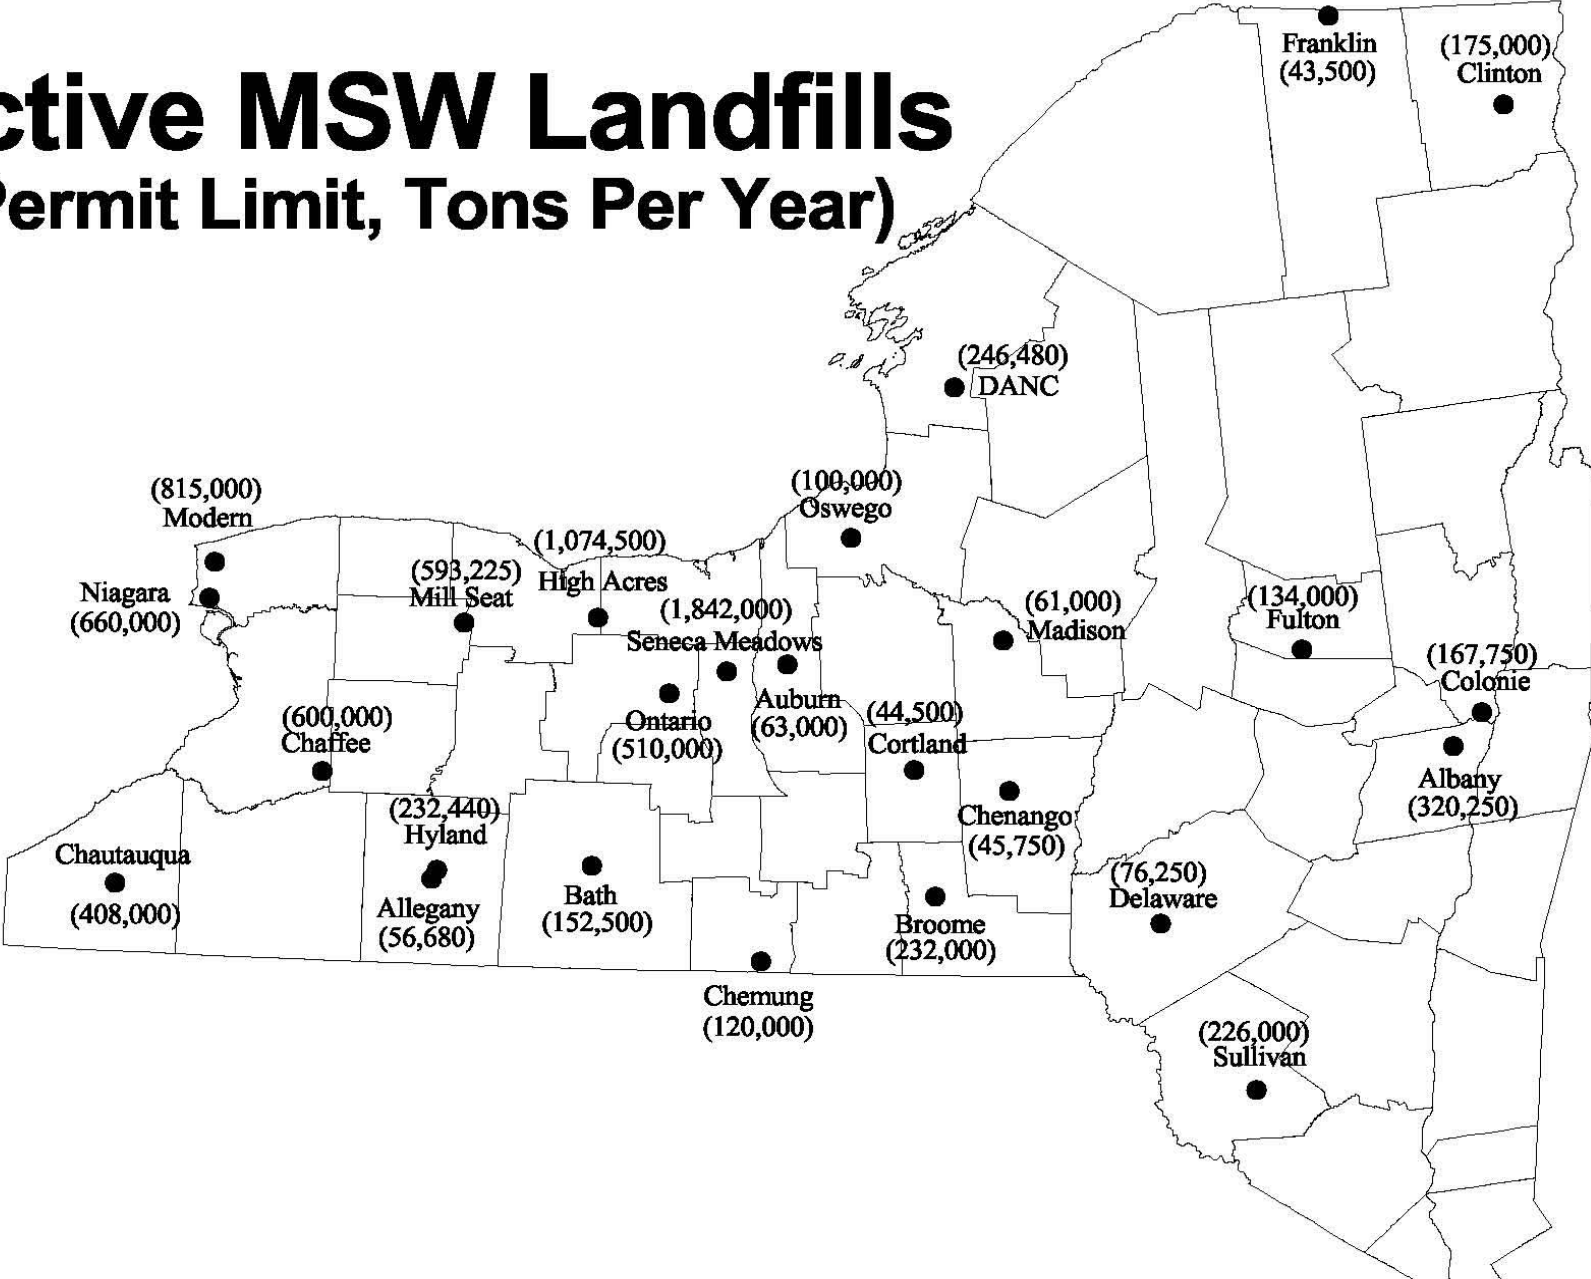 ctive MSW Landfills
Permit Limit, Tons Per Year)
Franklin
(43,500)
(175,000)
Clinton
(246,480)
DANC
(815,000)
Modern
Niagara
(660,000)
(593,225)
Mill Seat
(1,074,500)
High Acres
(100,000)
Oswego
(1,842,000)
Seneca Meadows
(61,000)
Madison
(134,000)
Fulton
(167,750)
Colonie
(600,000)
Chaffee
Ontario
(510,000)
Auburn
(63,000)
(44,500)
Cortland
Albany
(320,250)
Chautauqua
(408,000)
(232,440)
Hyland
Allegany
(56,680)
Bath
(152,500)
Chenango
(45,750)
(76,250)
Delaware
Broome
(232,000)
Chemung
(120,000)
(226,000)
Sullivan